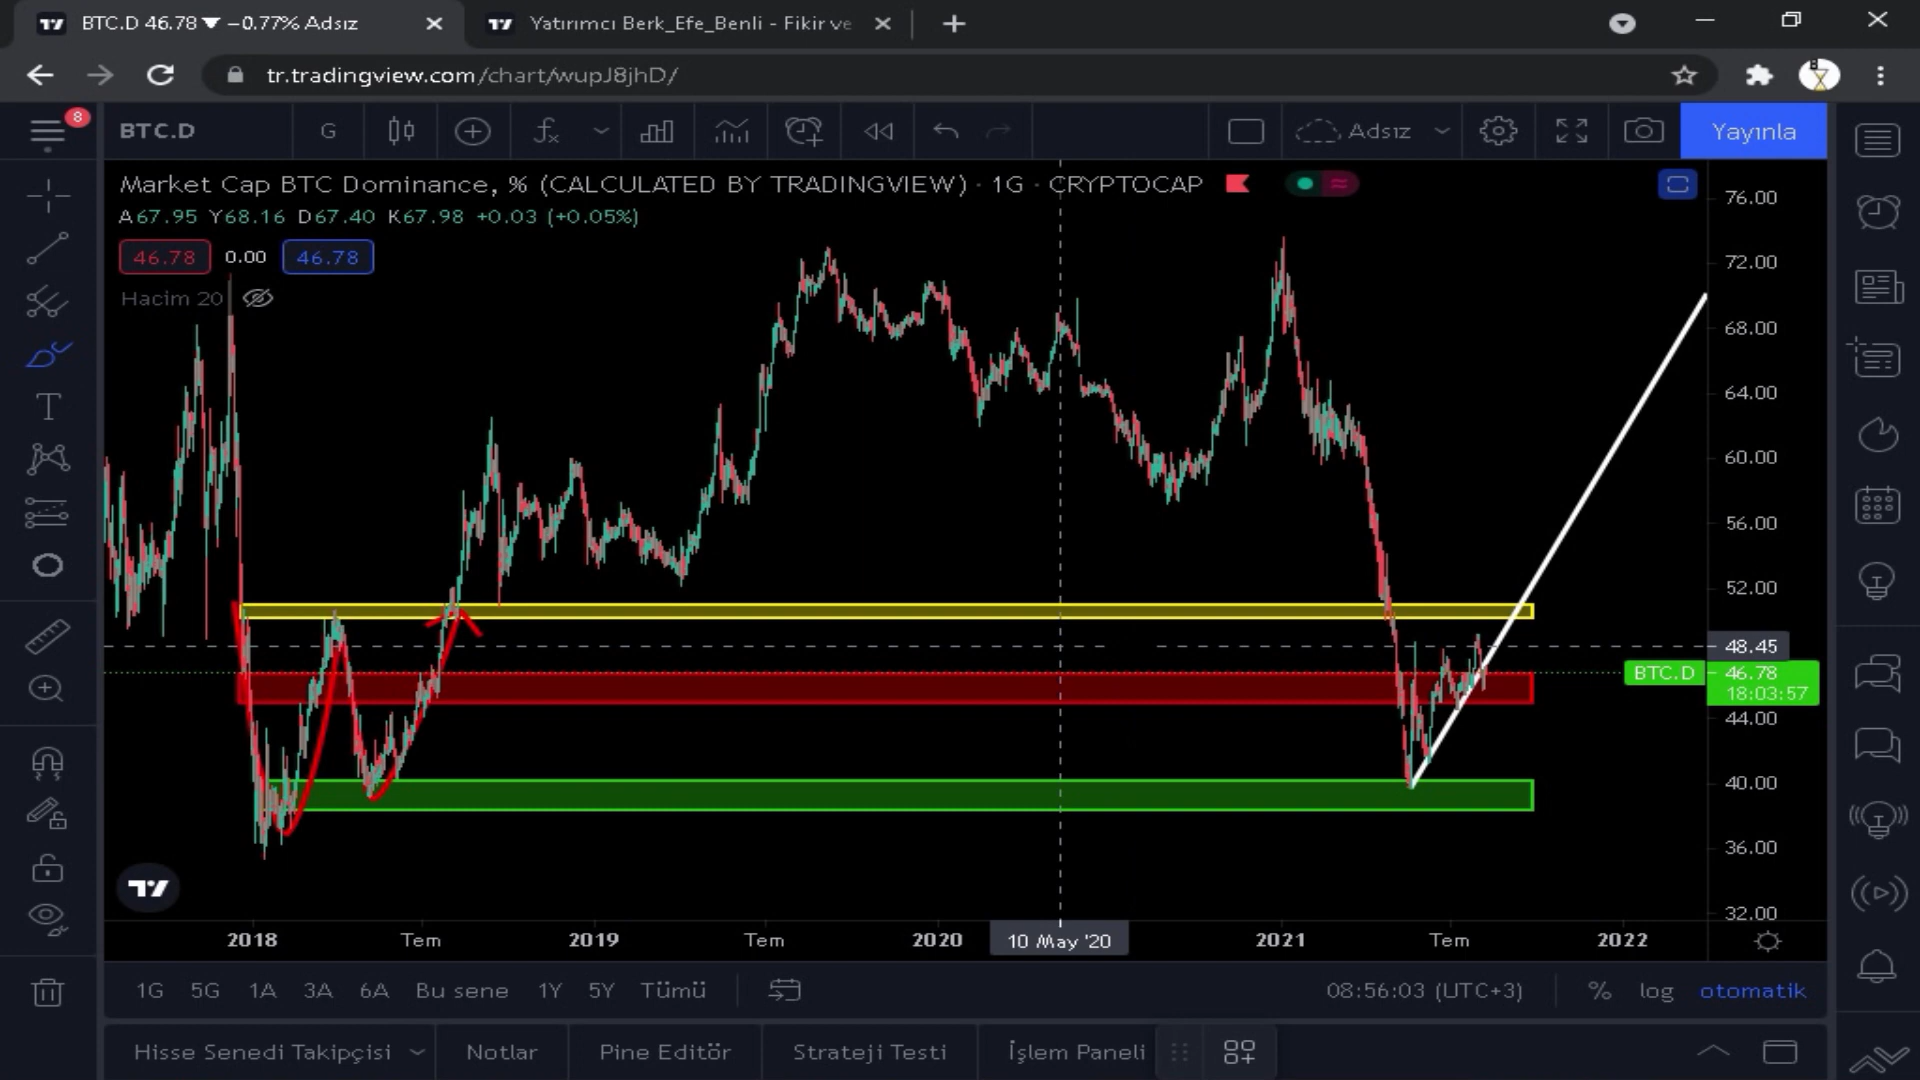 BTC.D 46.78 ▼ −0.77% Adsız
Yatırımcı Berk_Efe_Benli - Fikir ve
tr.tradingview.com/chart/wupJ8jhD/
8
BTC.D
G
Adsız
Yayınla
Market Cap BTC Dominance, % (CALCULATED BY TRADINGVIEW) · 1G · CRYPTOCAP
A67.95 Y68.16 D67.40 K67.98 +0.03 (+0.05%)
46.78 0.00 46.78
Hacim 20
76.00
72.00
68.00
64.00
60.00
56.00
52.00
48.45
BTC.D 46.78
18:03:57
44.00
40.00
36.00
32.00
2018 Tem 2019 Tem 2020 10 May '20 2021 Tem 2022
1G 5G 1A 3A 6A Bu sene 1Y 5Y Tümü
08:56:03 (UTC+3) % log otomatik
Hisse Senedi Takipçisi Notlar Pine Editör Strateji Testi İşlem Paneli